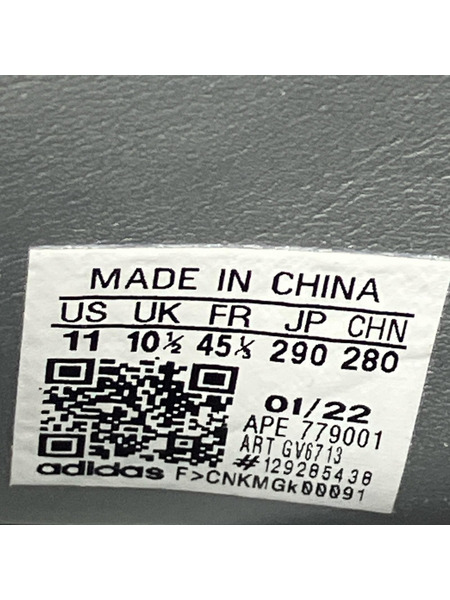 MADE IN CHINA
US UK FR JP CHN
11 10½ 45⅓ 290 280
01/22
APE 779001
ART GV6713
#129285438
adidas F>CNKMGk00091